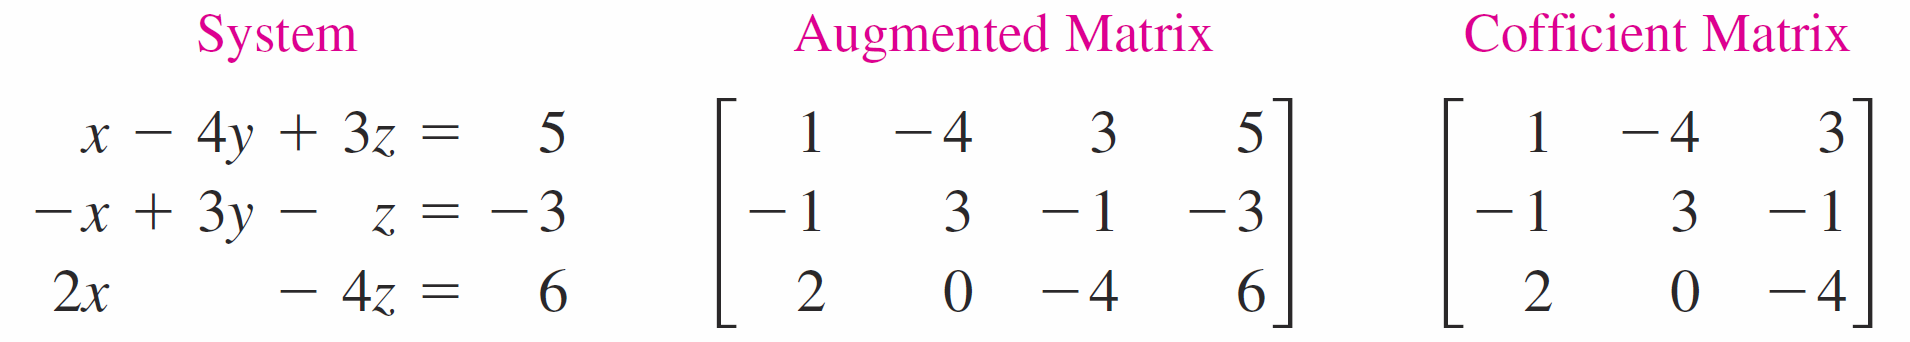 System Augmented Matrix Cofficient Matrix
x − 4y + 3z = 5 [ 1 −4 3 5 ] [ 1 −4 3 ]
−x + 3y − z = −3 [ −1 3 −1 −3 ] [ −1 3 −1 ]
2x − 4z = 6 [ 2 0 −4 6 ] [ 2 0 −4 ]